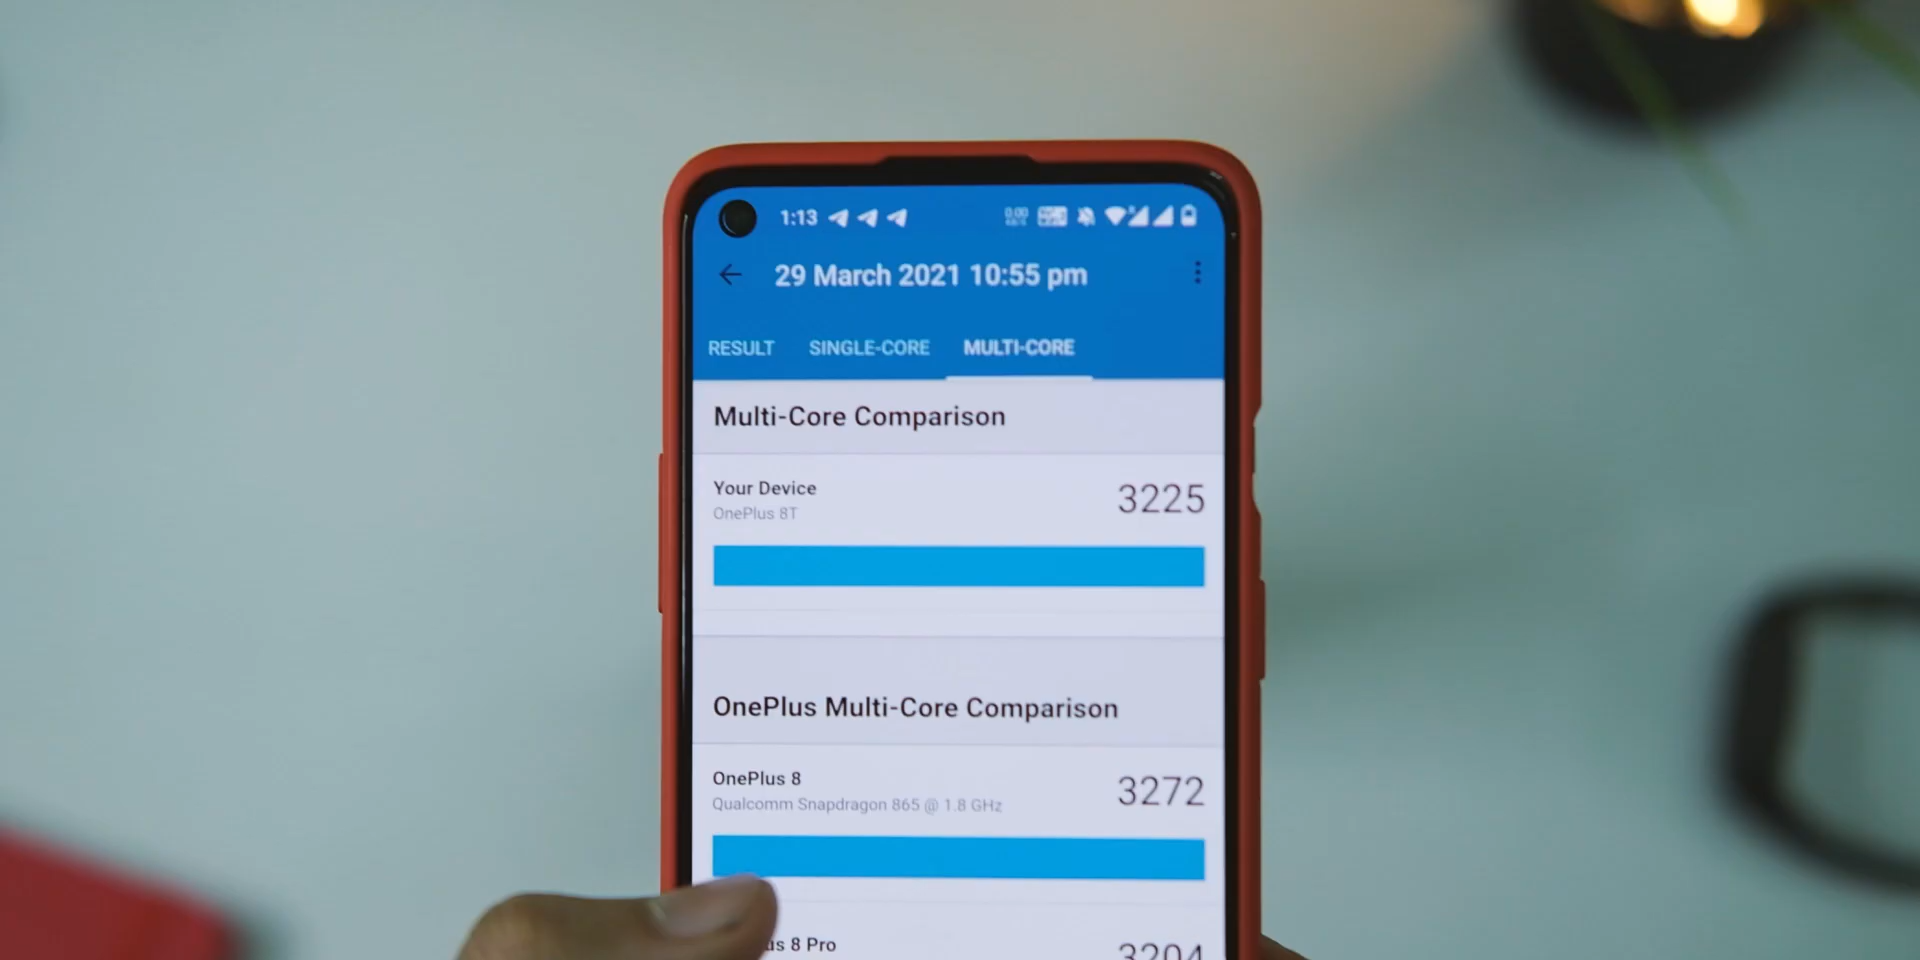 1:13
29 March 2021 10:55 pm
RESULT SINGLE-CORE MULTI-CORE
Multi-Core Comparison
Your Device
OnePlus 8T
3225
OnePlus Multi-Core Comparison
OnePlus 8
Qualcomm Snapdragon 865 @ 1.8 GHz
3272
us 8 Pro
3204